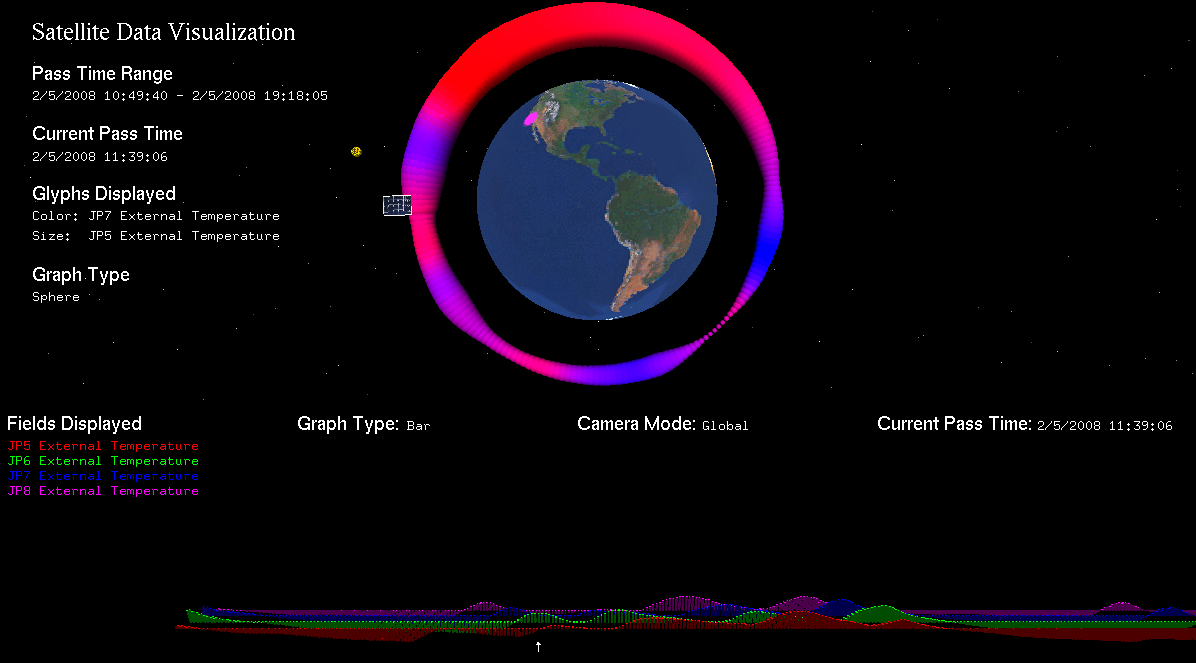 Satellite Data Visualization
Pass Time Range
2/5/2008 10:49:40 - 2/5/2008 19:18:05
Current Pass Time
2/5/2008 11:39:06
Glyphs Displayed
Color: JP7 External Temperature
Size: JP5 External Temperature
Graph Type
Sphere
Fields Displayed
JP5 External Temperature
JP6 External Temperature
JP7 External Temperature
JP8 External Temperature
Graph Type: Bar
Camera Mode: Global
Current Pass Time: 2/5/2008 11:39:06